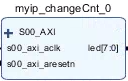 myip_changeCnt_0
S00_AXI
s00_axi_aclk led[7:0]
s00_axi_aresetn